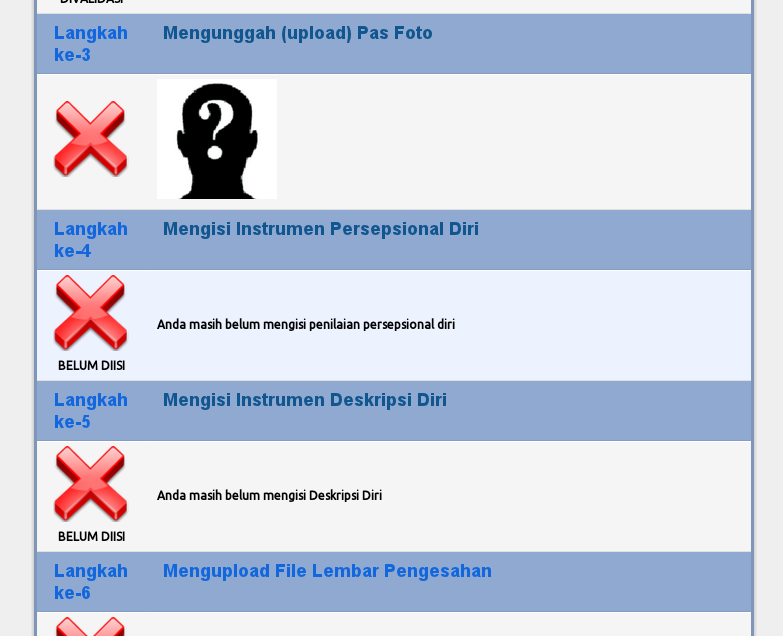 DIVALIDASI
Langkah ke-3
Mengunggah (upload) Pas Foto
?
Langkah ke-4
Mengisi Instrumen Persepsional Diri
Anda masih belum mengisi penilaian persepsional diri
BELUM DIISI
Langkah ke-5
Mengisi Instrumen Deskripsi Diri
Anda masih belum mengisi Deskripsi Diri
BELUM DIISI
Langkah ke-6
Mengupload File Lembar Pengesahan